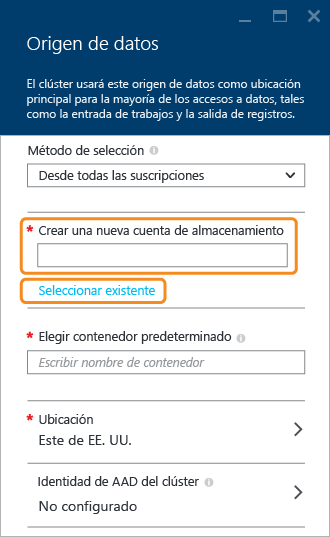 Origen de datos
El clúster usará este origen de datos como ubicación
principal para la mayoría de los accesos a datos, tales
como la entrada de trabajos y la salida de registros.
Método de selección
Desde todas las suscripciones
* Crear una nueva cuenta de almacenamiento
Seleccionar existente
* Elegir contenedor predeterminado
Escribir nombre de contenedor
* Ubicación
Este de EE. UU.
Identidad de AAD del clúster
No configurado